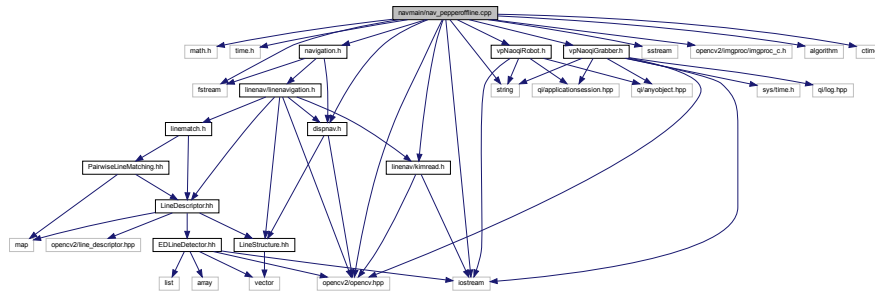 navmain/nav_pepperoffline.cpp
math.h
time.h
navigation.h
vpNaoqiRobot.h
vpNaoqiGrabber.h
sstream
opencv2/imgproc/imgproc_c.h
algorithm
ctime
fstream
linenav/linenavigation.h
string
qi/applicationsession.hpp
qi/anyobject.hpp
sys/time.h
qi/log.hpp
linematch.h
dispnav.h
PairwiseLineMatching.hh
linenav/kimread.h
LineDescriptor.hh
map
opencv2/line_descriptor.hpp
EDLineDetector.hh
LineStructure.hh
list
array
vector
opencv2/opencv.hpp
iostream